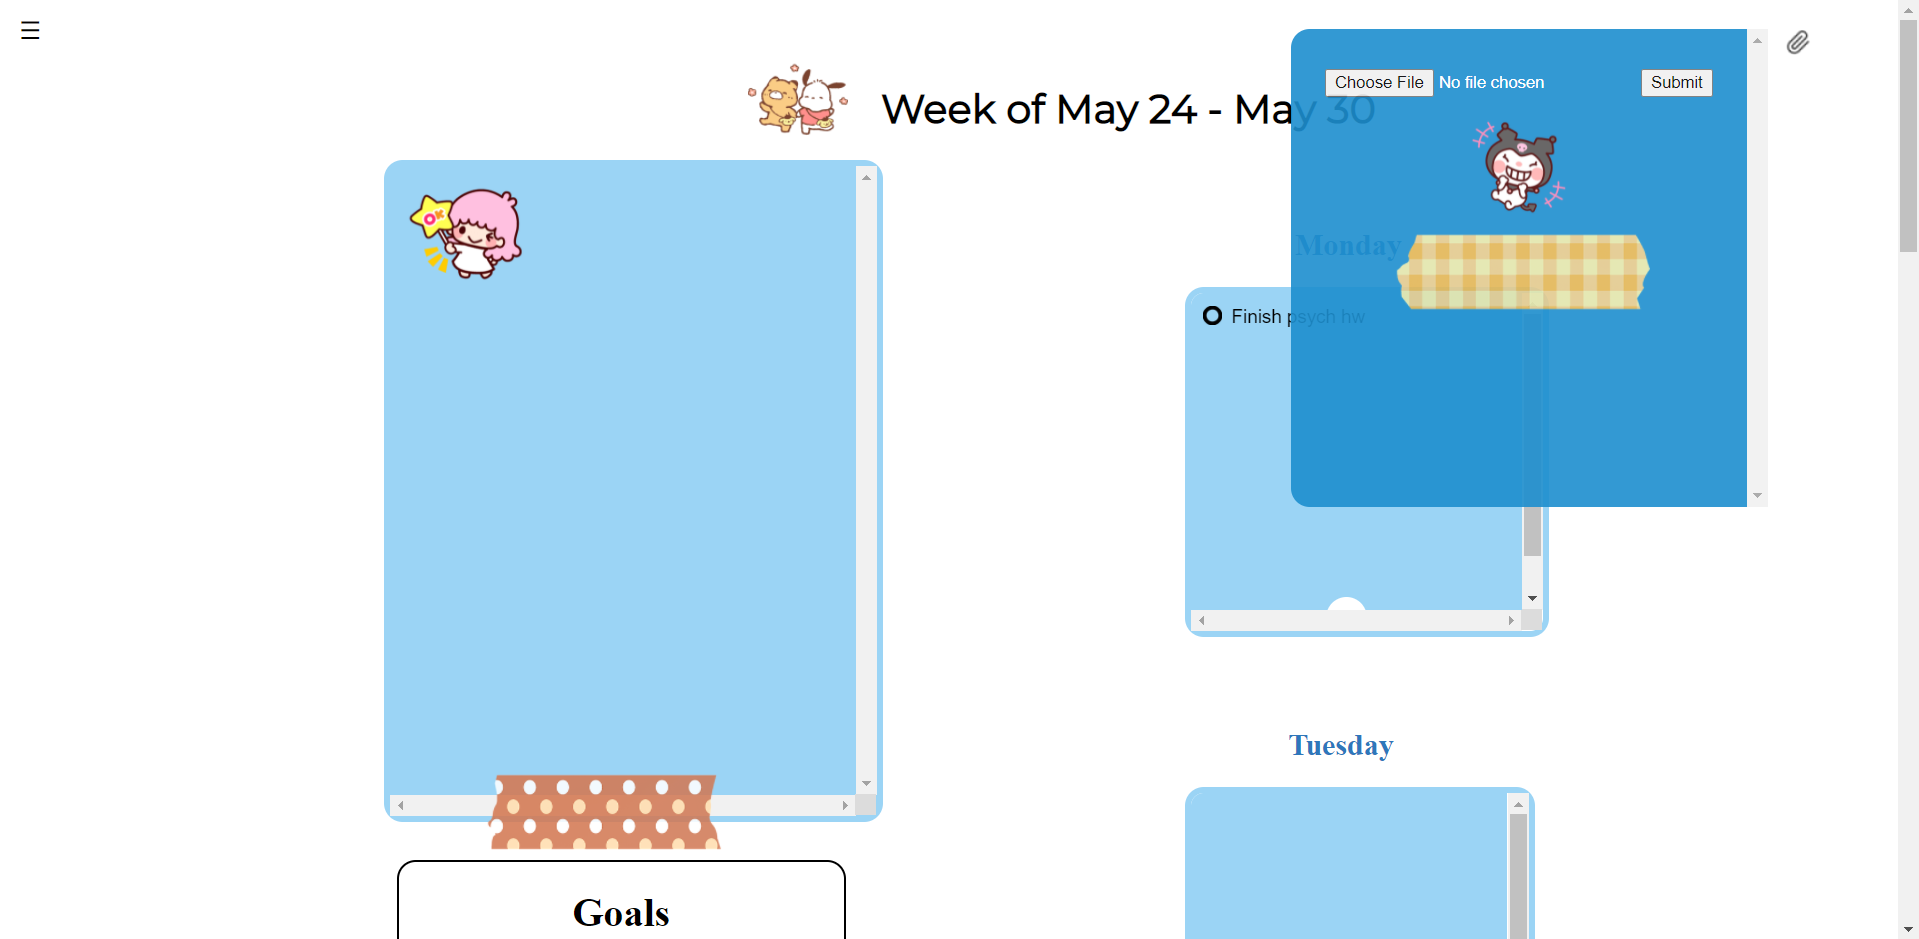 ☰
Week of May 24 - May 30
Choose File No file chosen
Submit
OK
Monday
Finish psych hw
Tuesday
Goals